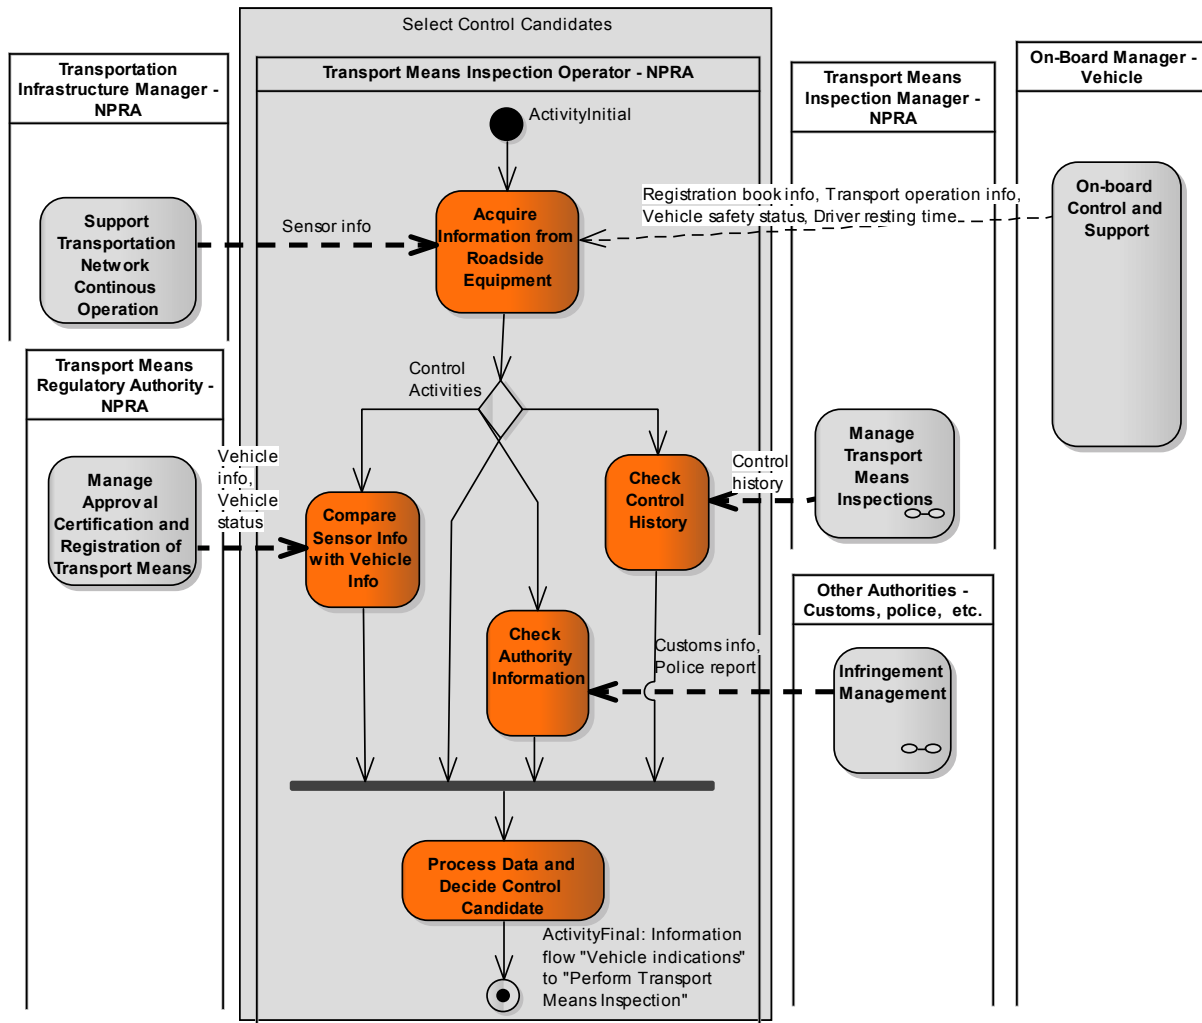 Select Control Candidates
Transportation
Infrastructure Manager -
NPRA
Transport Means Inspection Operator - NPRA
Transport Means
Inspection Manager -
NPRA
On-Board Manager -
Vehicle
ActivityInitial
Support
Transportation
Network
Continous
Operation
Sensor info
Acquire
Information from
Roadside
Equipment
Registration book info, Transport operation info,
Vehicle safety status, Driver resting time
On-board
Control and
Support
Transport Means
Regulatory Authority -
NPRA
Control
Activities
Manage
Approval
Certification and
Registration of
Transport Means
Vehicle
info,
Vehicle
status
Compare
Sensor Info
with Vehicle
Info
Check
Control
History
Control
history
Manage
Transport
Means
Inspections
Check
Authority
Information
Customs info,
Police report
Other Authorities -
Customs, police,  etc.
Infringement
Management
Process Data and
Decide Control
Candidate
ActivityFinal: Information
flow "Vehicle indications"
to "Perform Transport
Means Inspection"